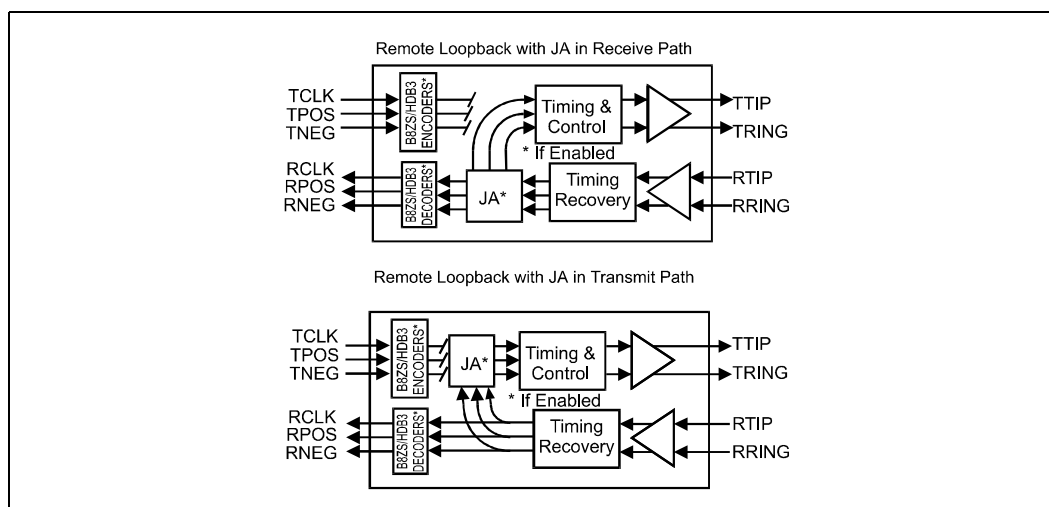 Remote Loopback with JA in Receive Path
TCLK
TPOS
TNEG
B8ZS/HDB3
ENCODERS*
Timing &
Control
TTIP
TRING
* If Enabled
RCLK
RPOS
RNEG
B8ZS/HDB3
DECODERS*
JA*
Timing
Recovery
RTIP
RRING
Remote Loopback with JA in Transmit Path
TCLK
TPOS
TNEG
B8ZS/HDB3
ENCODERS*
JA*
Timing &
Control
TTIP
TRING
* If Enabled
RCLK
RPOS
RNEG
B8ZS/HDB3
DECODERS*
Timing
Recovery
RTIP
RRING